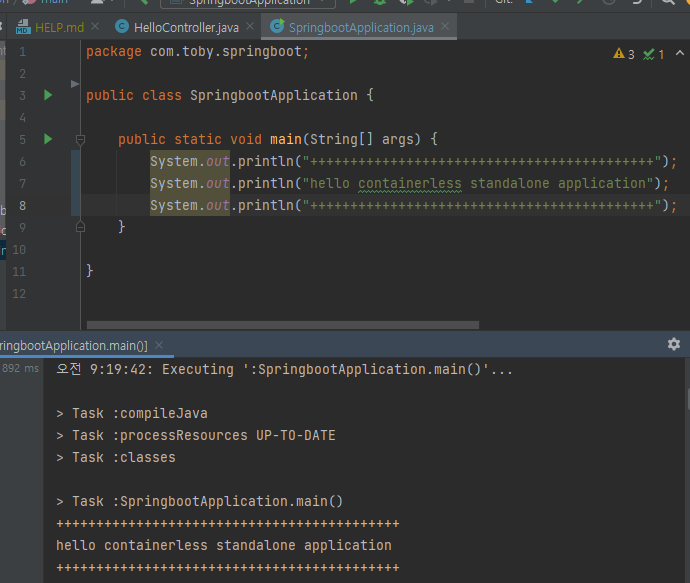 main SpringbootApplication Git:
HELP.md HelloController.java SpringbootApplication.java
1 package com.toby.springboot; 3 1
2
3 public class SpringbootApplication {
4
5 public static void main(String[] args) {
6 System.out.println("+++++++++++++++++++++++++++++++++++++++++++");
7 System.out.println("hello containerless standalone application");
8 System.out.println("+++++++++++++++++++++++++++++++++++++++++++");
9 }
10
11 }
12
ringbootApplication.main()]
892 ms 오전 9:19:42: Executing ':SpringbootApplication.main()'...
> Task :compileJava
> Task :processResources UP-TO-DATE
> Task :classes
> Task :SpringbootApplication.main()
+++++++++++++++++++++++++++++++++++++++++++
hello containerless standalone application
+++++++++++++++++++++++++++++++++++++++++++